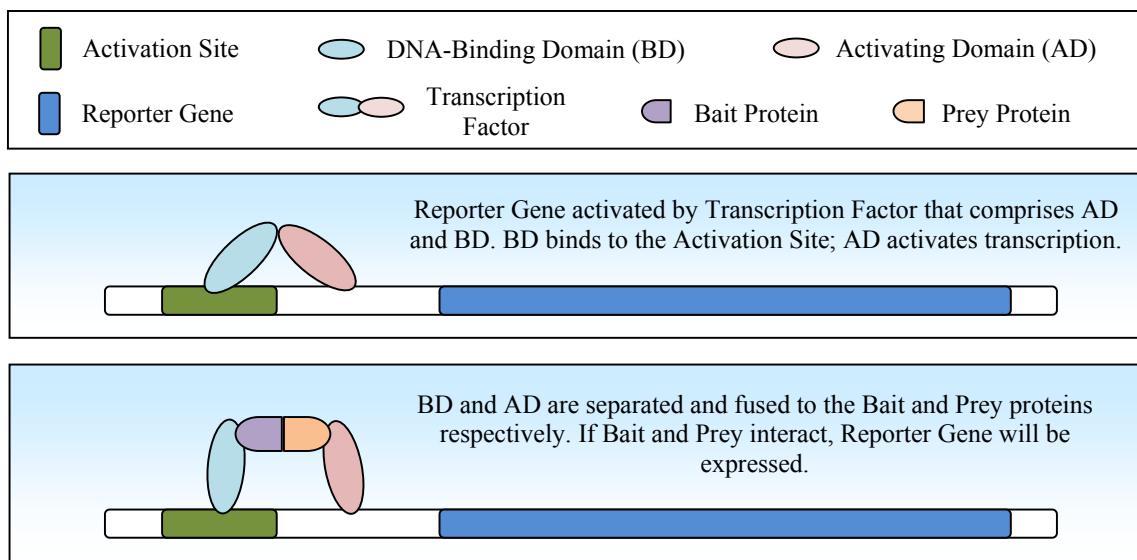 Activation Site
DNA-Binding Domain (BD)
Activating Domain (AD)
Reporter Gene
Transcription
Factor
Bait Protein
Prey Protein
Reporter Gene activated by Transcription Factor that comprises AD
and BD. BD binds to the Activation Site; AD activates transcription.
BD and AD are separated and fused to the Bait and Prey proteins
respectively. If Bait and Prey interact, Reporter Gene will be
expressed.